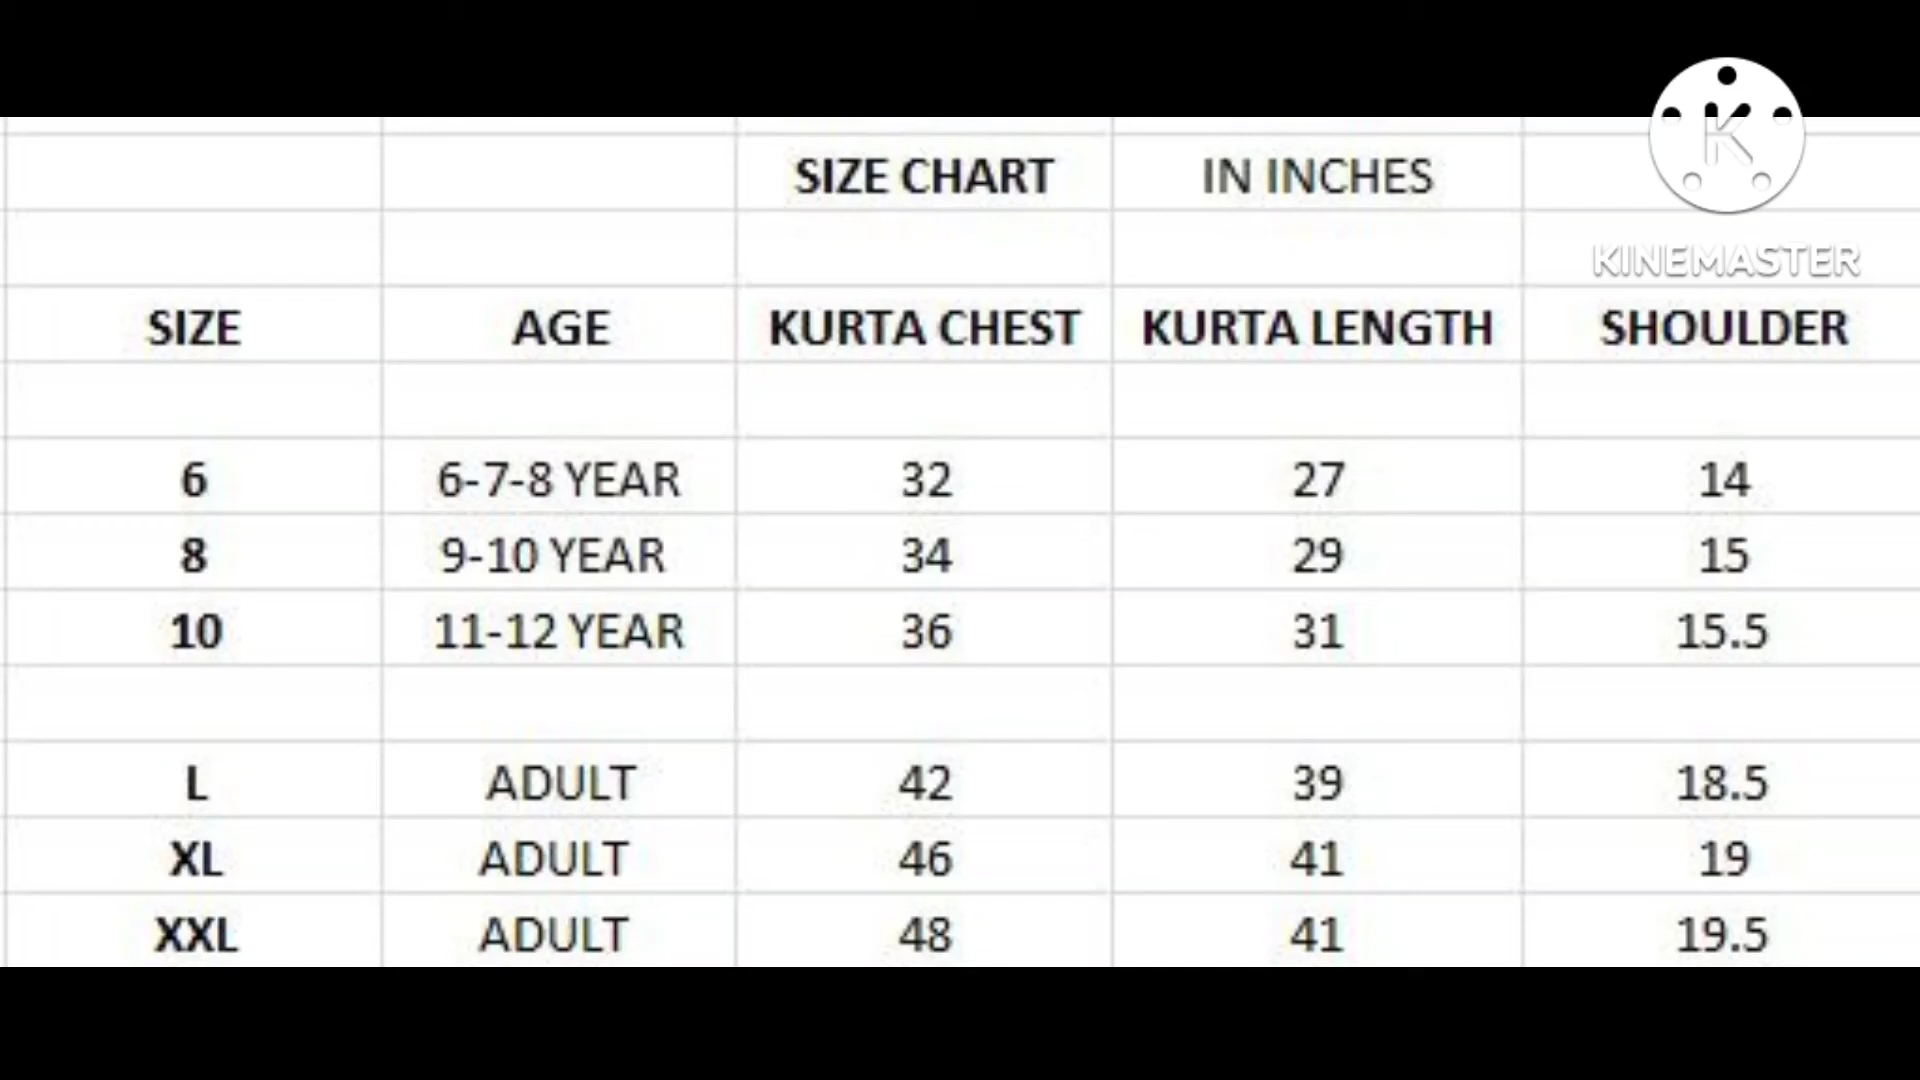 SIZE CHART IN INCHES
KINEMASTER
SIZE AGE KURTA CHEST KURTA LENGTH SHOULDER
6 6-7-8 YEAR 32 27 14
8 9-10 YEAR 34 29 15
10 11-12 YEAR 36 31 15.5
L ADULT 42 39 18.5
XL ADULT 46 41 19
XXL ADULT 48 41 19.5